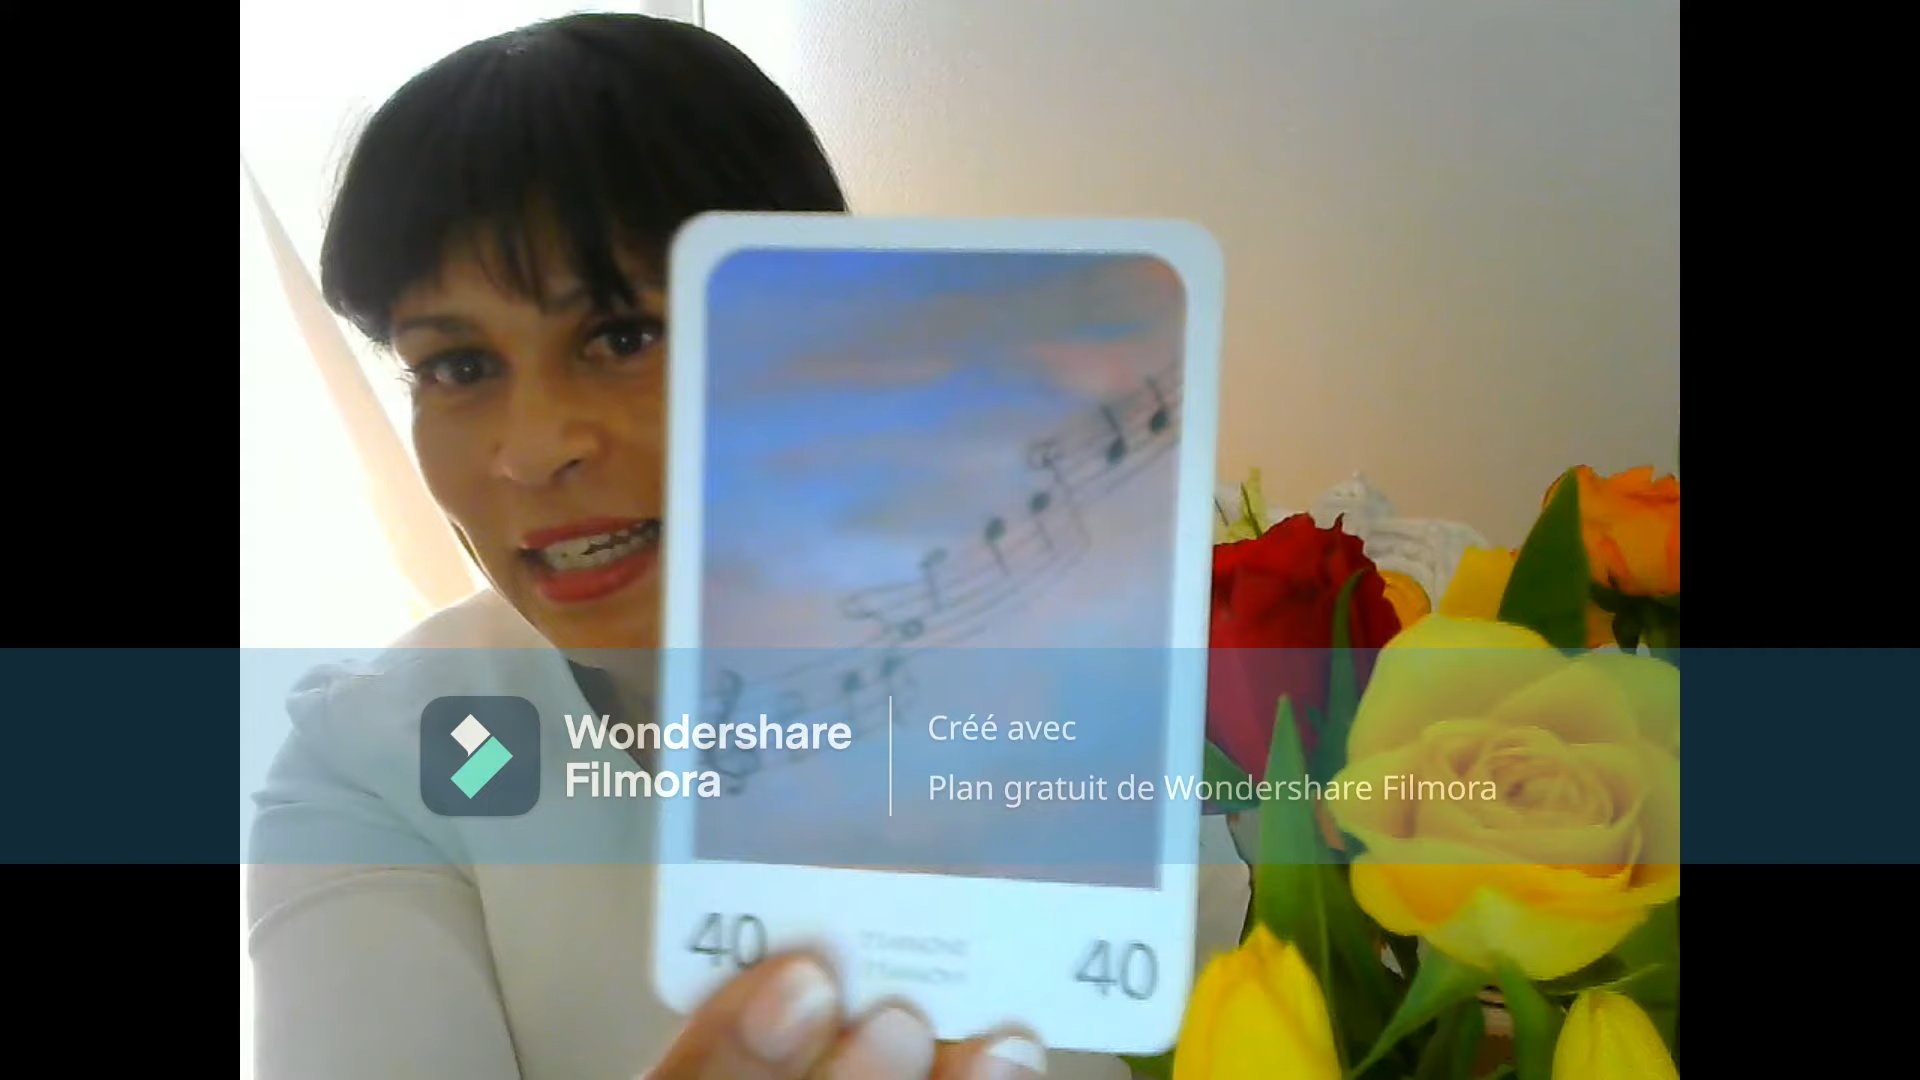 Wondershare
Filmora
Créé avec
Plan gratuit de Wondershare Filmora
40
40